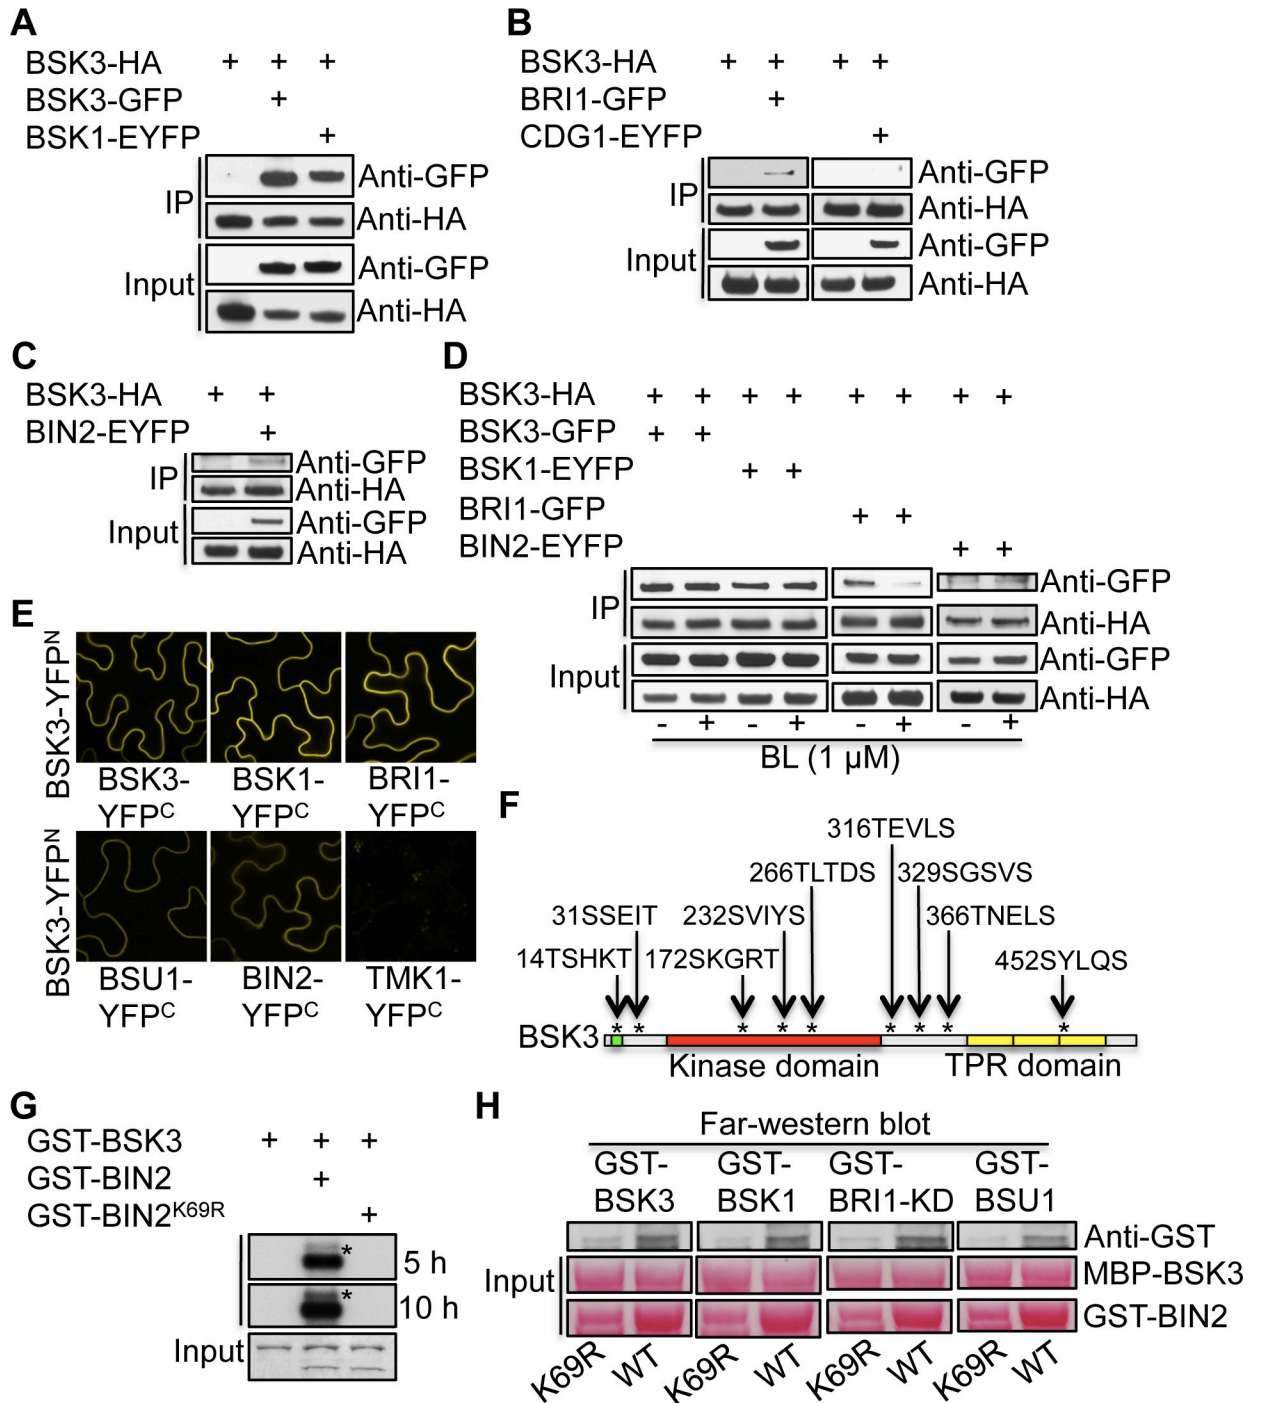 A
BSK3-HA + + +
BSK3-GFP +
BSK1-EYFP +
IP Anti-GFP
Anti-HA
Input Anti-GFP
Anti-HA
B
BSK3-HA + + + +
BRI1-GFP +
CDG1-EYFP +
IP Anti-GFP
Anti-HA
Input Anti-GFP
Anti-HA
C
BSK3-HA + +
BIN2-EYFP +
IP Anti-GFP
Anti-HA
Input Anti-GFP
Anti-HA
D
BSK3-HA + + + + + + + +
BSK3-GFP + +
BSK1-EYFP + +
BRI1-GFP + +
BIN2-EYFP + +
IP Anti-GFP
Anti-HA
Input Anti-GFP
Anti-HA
- + - + - + - +
BL (1 µM)
E
BSK3-YFPᴺ
BSK3-YFPᶜ
BSK1-YFPᶜ
BRI1-YFPᶜ
BSK3-YFPᴺ
BSU1-YFPᶜ
BIN2-YFPᶜ
TMK1-YFPᶜ
F
316TEVLS
266TLTDS 329SGSVS
31SSEIT 232SVIYS 366TNELS
14TSHKT 172SKGRT 452SYLQS
* * * * * * * * *
BSK3
Kinase domain TPR domain
G
GST-BSK3 + + +
GST-BIN2 +
GST-BIN2ᴷ⁶⁹ᴿ +
* 5 h
* 10 h
Input
H
Far-western blot
GST-BSK3 GST-BSK1 GST-BRI1-KD GST-BSU1
Anti-GST
Input MBP-BSK3
GST-BIN2
K69R WT K69R WT K69R WT K69R WT